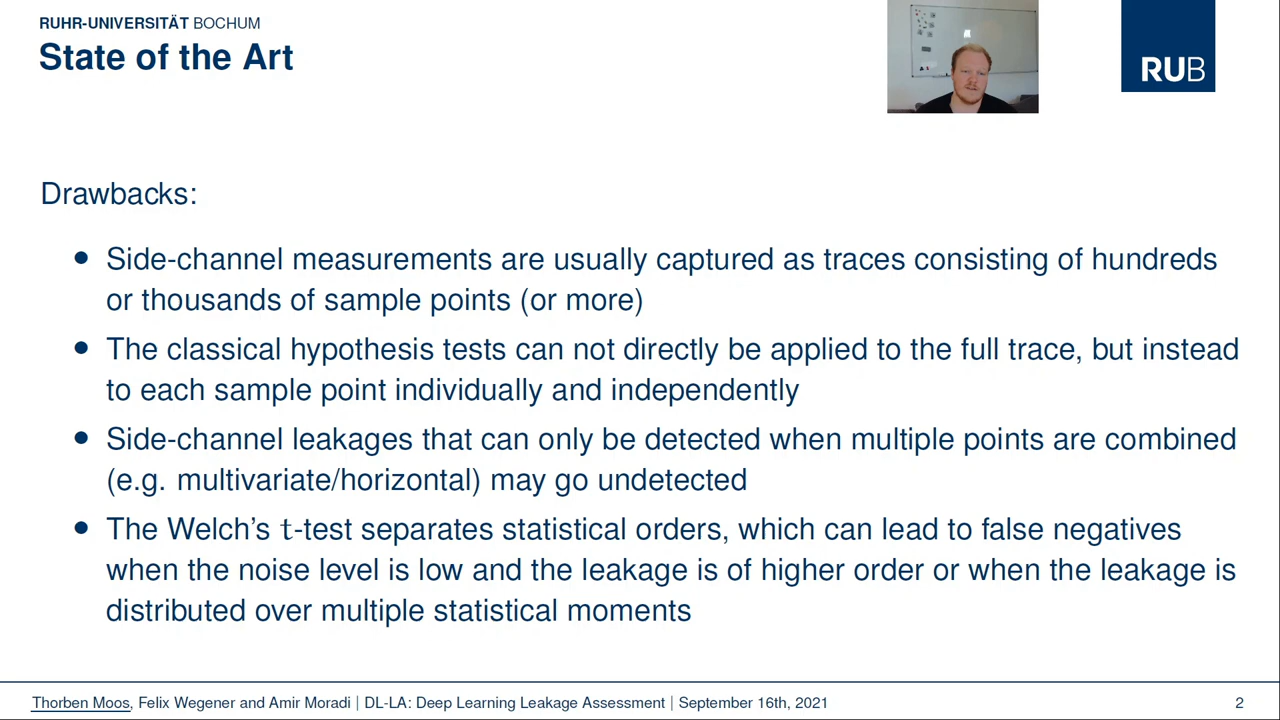 RUHR-UNIVERSITÄT BOCHUM
State of the Art
RUB
Drawbacks:
• Side-channel measurements are usually captured as traces consisting of hundreds
or thousands of sample points (or more)
• The classical hypothesis tests can not directly be applied to the full trace, but instead
to each sample point individually and independently
• Side-channel leakages that can only be detected when multiple points are combined
(e.g. multivariate/horizontal) may go undetected
• The Welch's t-test separates statistical orders, which can lead to false negatives
when the noise level is low and the leakage is of higher order or when the leakage is
distributed over multiple statistical moments
Thorben Moos, Felix Wegener and Amir Moradi | DL-LA: Deep Learning Leakage Assessment | September 16th, 2021
2